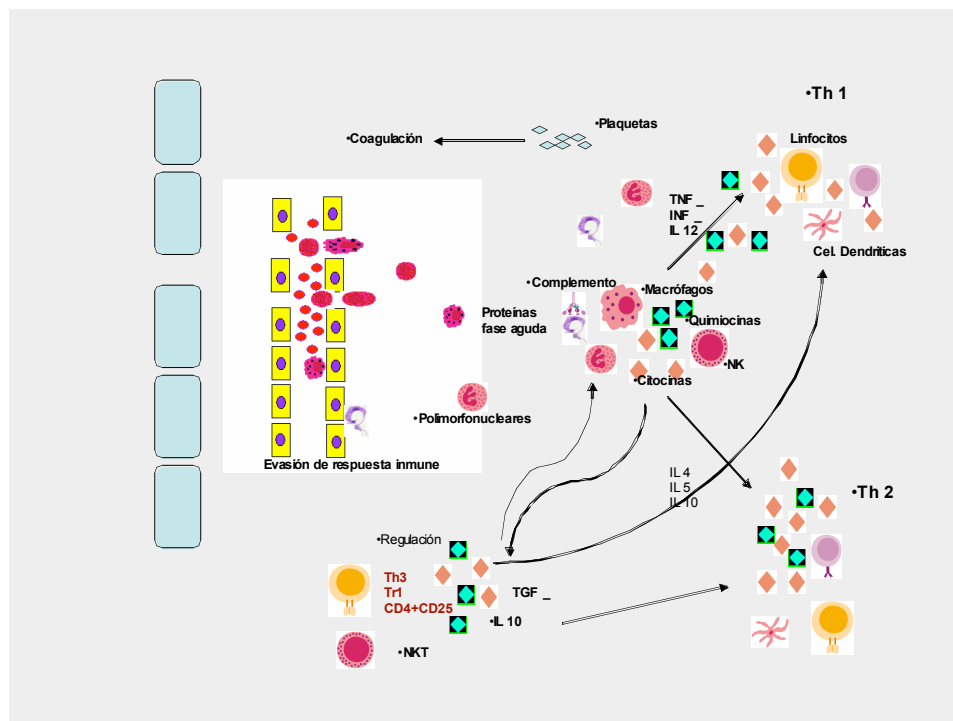 •Th 1
•Plaquetas
•Coagulación
Linfocitos
TNF _
INF _
IL 12
Cel. Dendriticas
•Complemento
•Macrófagos
Proteínas
fase aguda
•Quimiocinas
•NK
•Citocinas
•Polimorfonucleares
Evasión de respuesta inmune
IL 4
IL 5
IL 10
•Th 2
•Regulación
Th3
Tr1
CD4+CD25
TGF _
•IL 10
•NKT